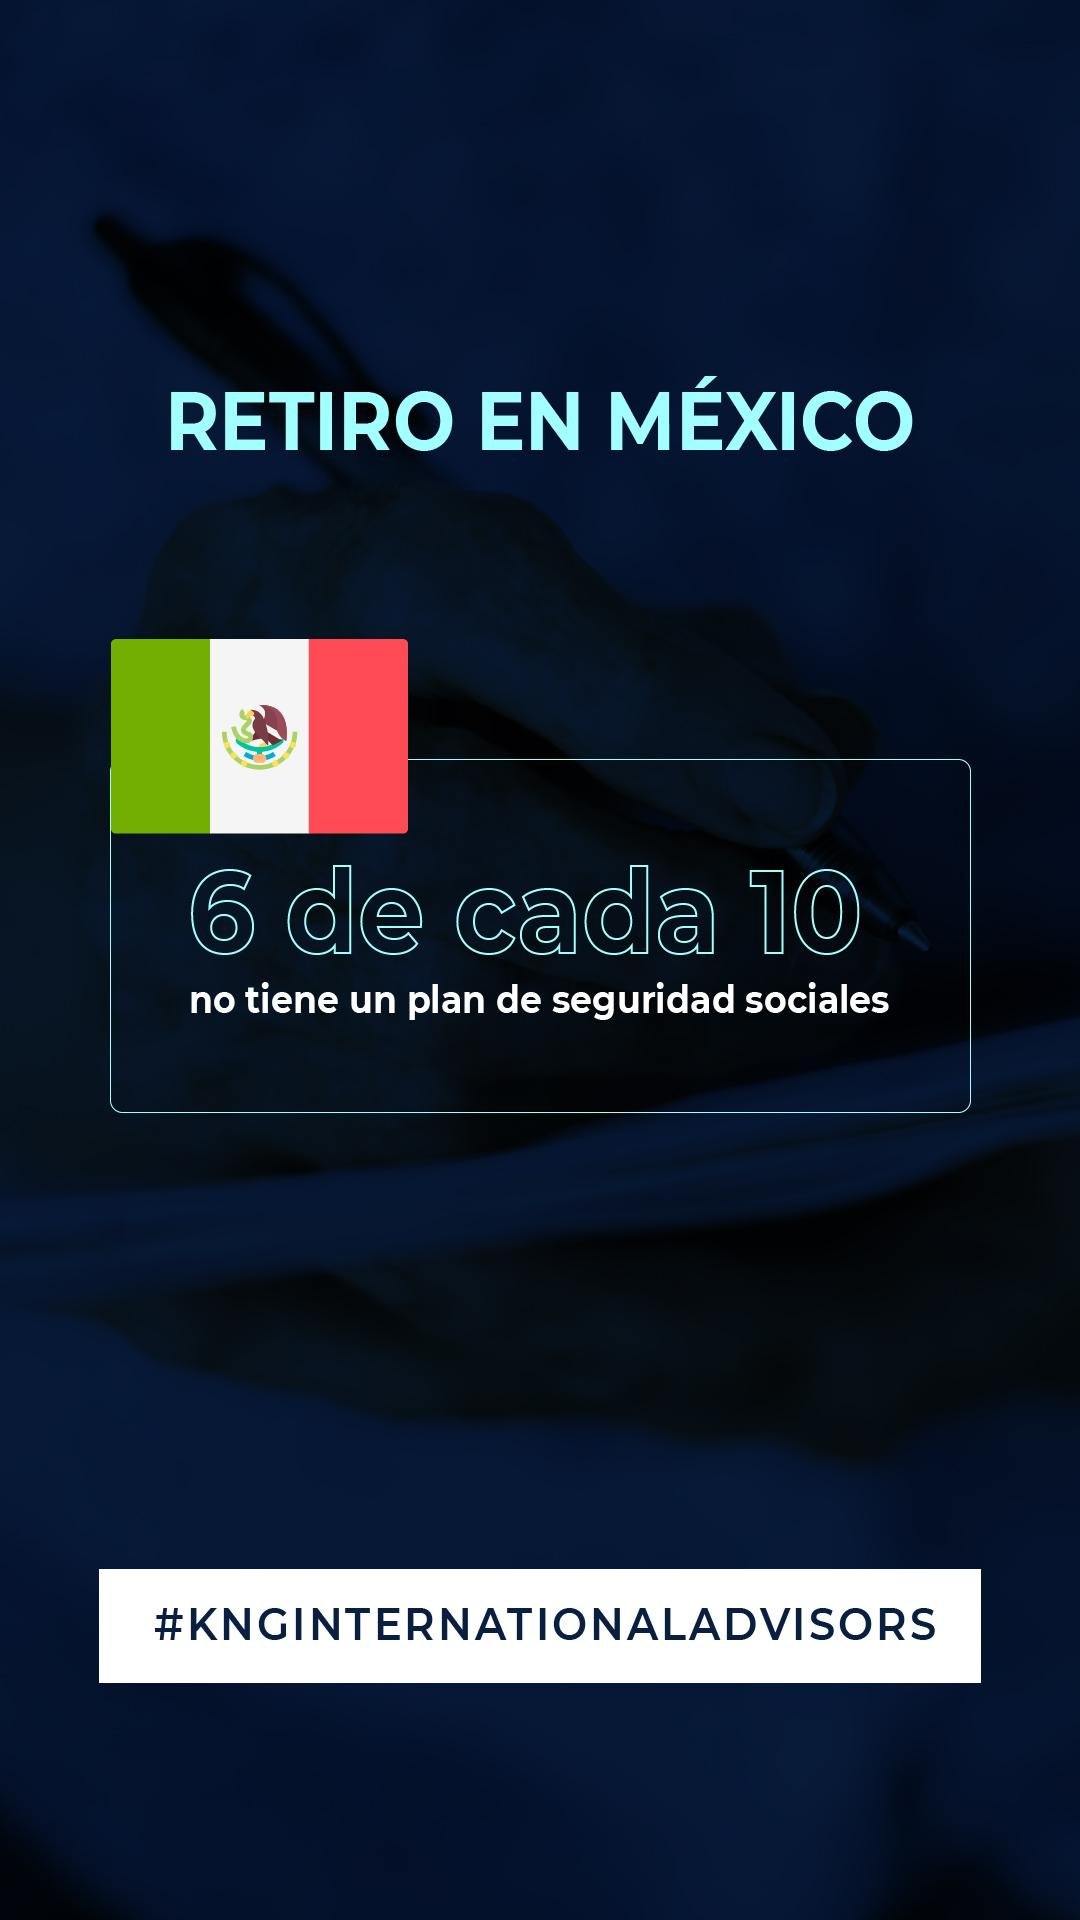 RETIRO EN MÉXICO
6 de cada 10
no tiene un plan de seguridad sociales
#KNGINTERNATIONALADVISORS